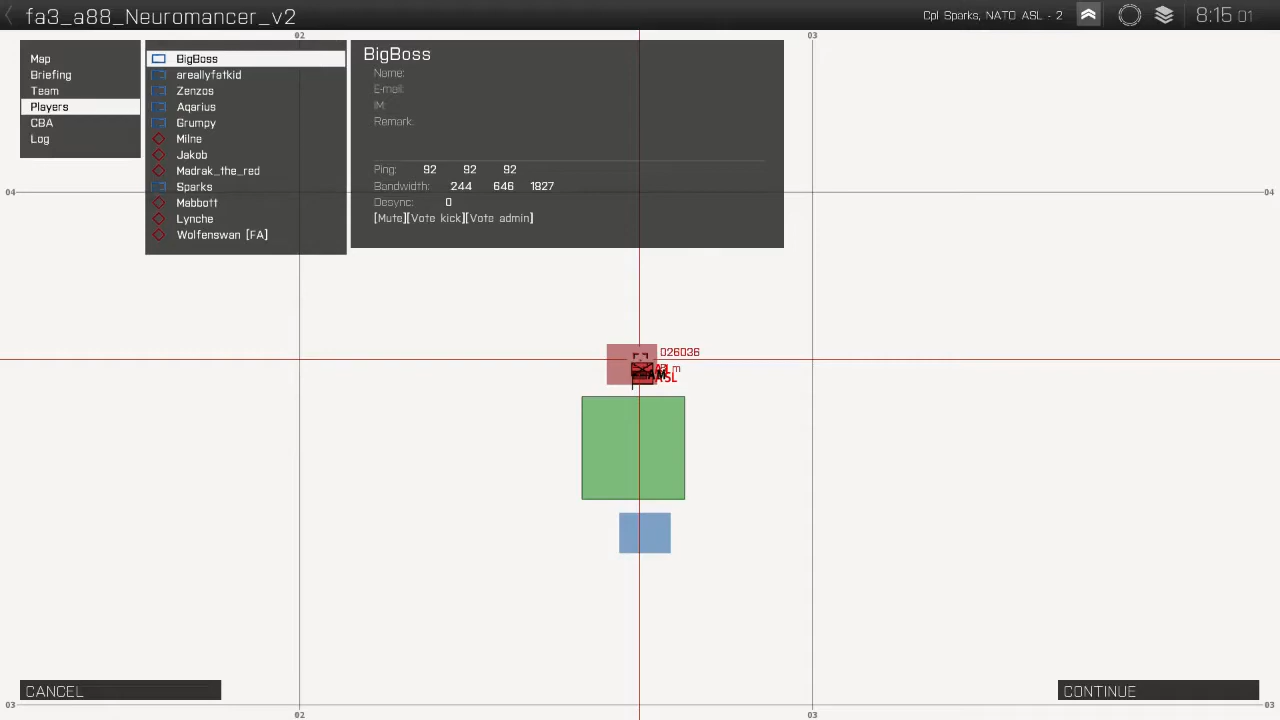 fa3_a88_Neuromancer_v2
Cpl Sparks, NATO ASL - 2
8:15 01
02
03
Map
Briefing
Team
Players
CBA
Log
BigBoss
areallyfatkid
Zenzos
Aqarius
Grumpy
Milne
Jakob
Madrak_the_red
Sparks
Mabbott
Lynche
Wolfenswan [FA]
BigBoss
Name:
E-mail:
IM:
Remark:
Ping: 92 92 92
Bandwidth: 244 646 1827
Desync: 0
[Mute][Vote kick][Vote admin]
04
04
026036
m
ASL
CANCEL
CONTINUE
03
03
02
03